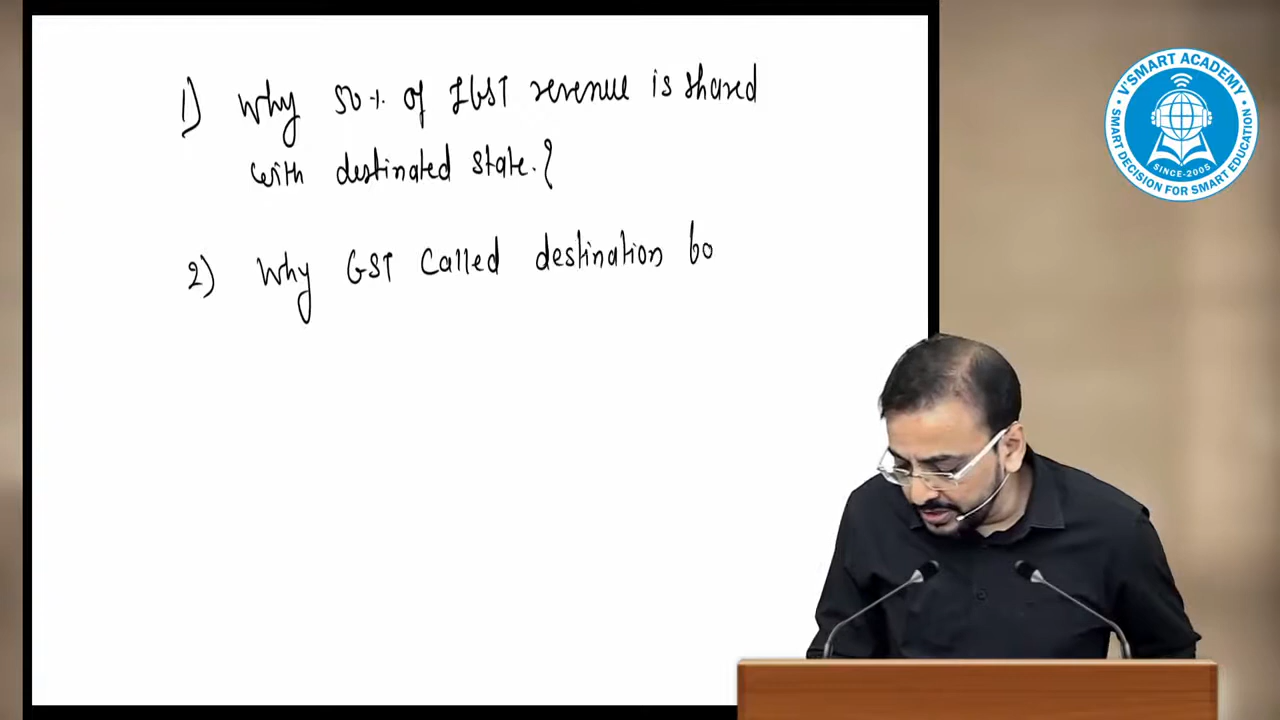 1) Why 50% of IGST revenue is shared
with destinated state.?
2) Why GST called destination ba
V'SMART ACADEMY
SINCE-2005
SMART DECISION FOR SMART EDUCATION